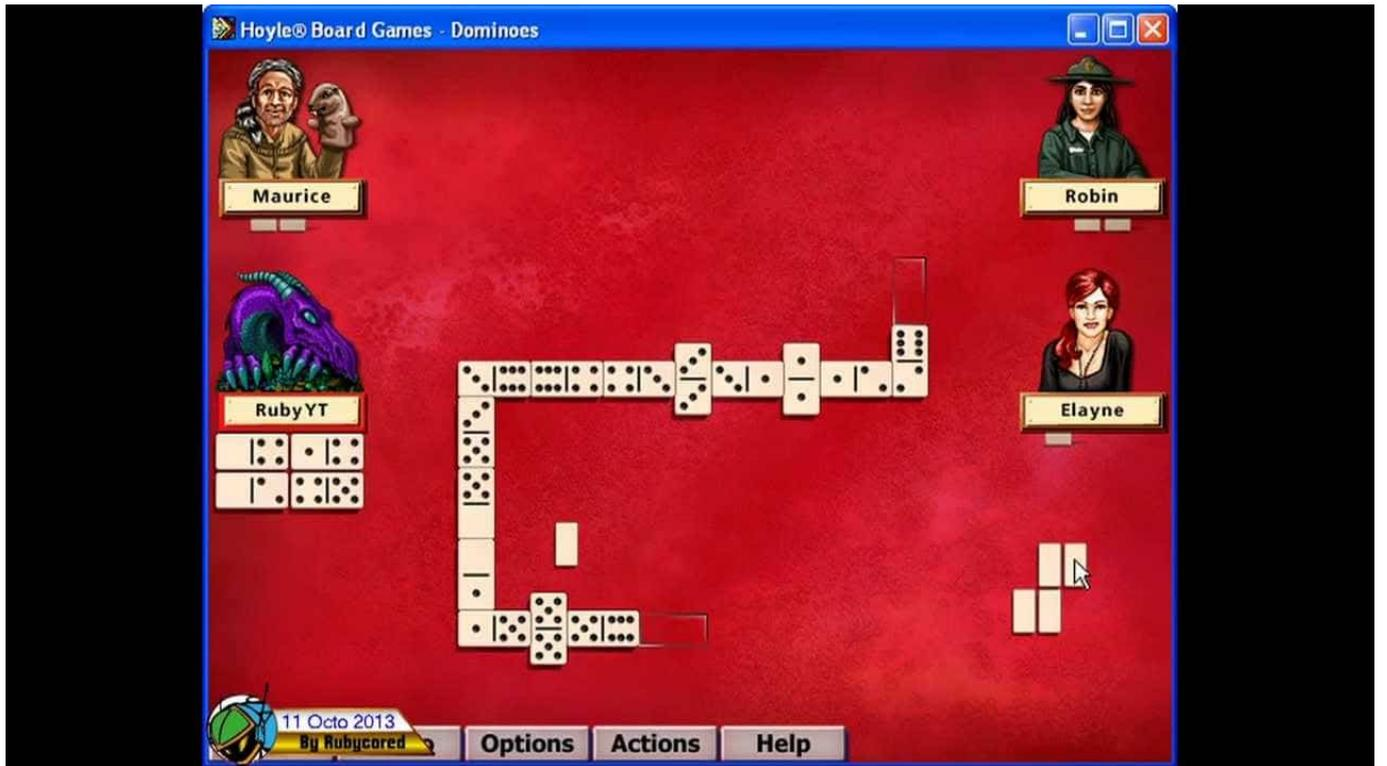 Hoyle® Board Games - Dominoes
Maurice
Robin
RubyYT
Elayne
11 Octo 2013
By Rubycored
Options
Actions
Help